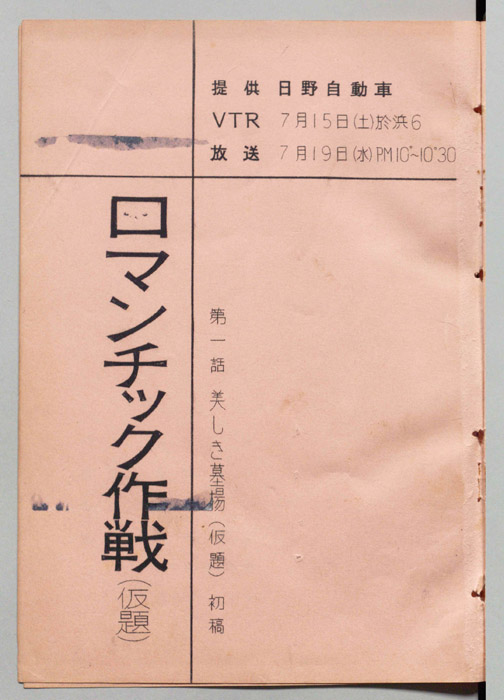 提供 日野自動車
VTR 7月15日(土)於浜6
放送 7月19日(水)PM10°~10°30
ロマンチック作戦(仮題)
第一話 美しき墓場(仮題) 初稿